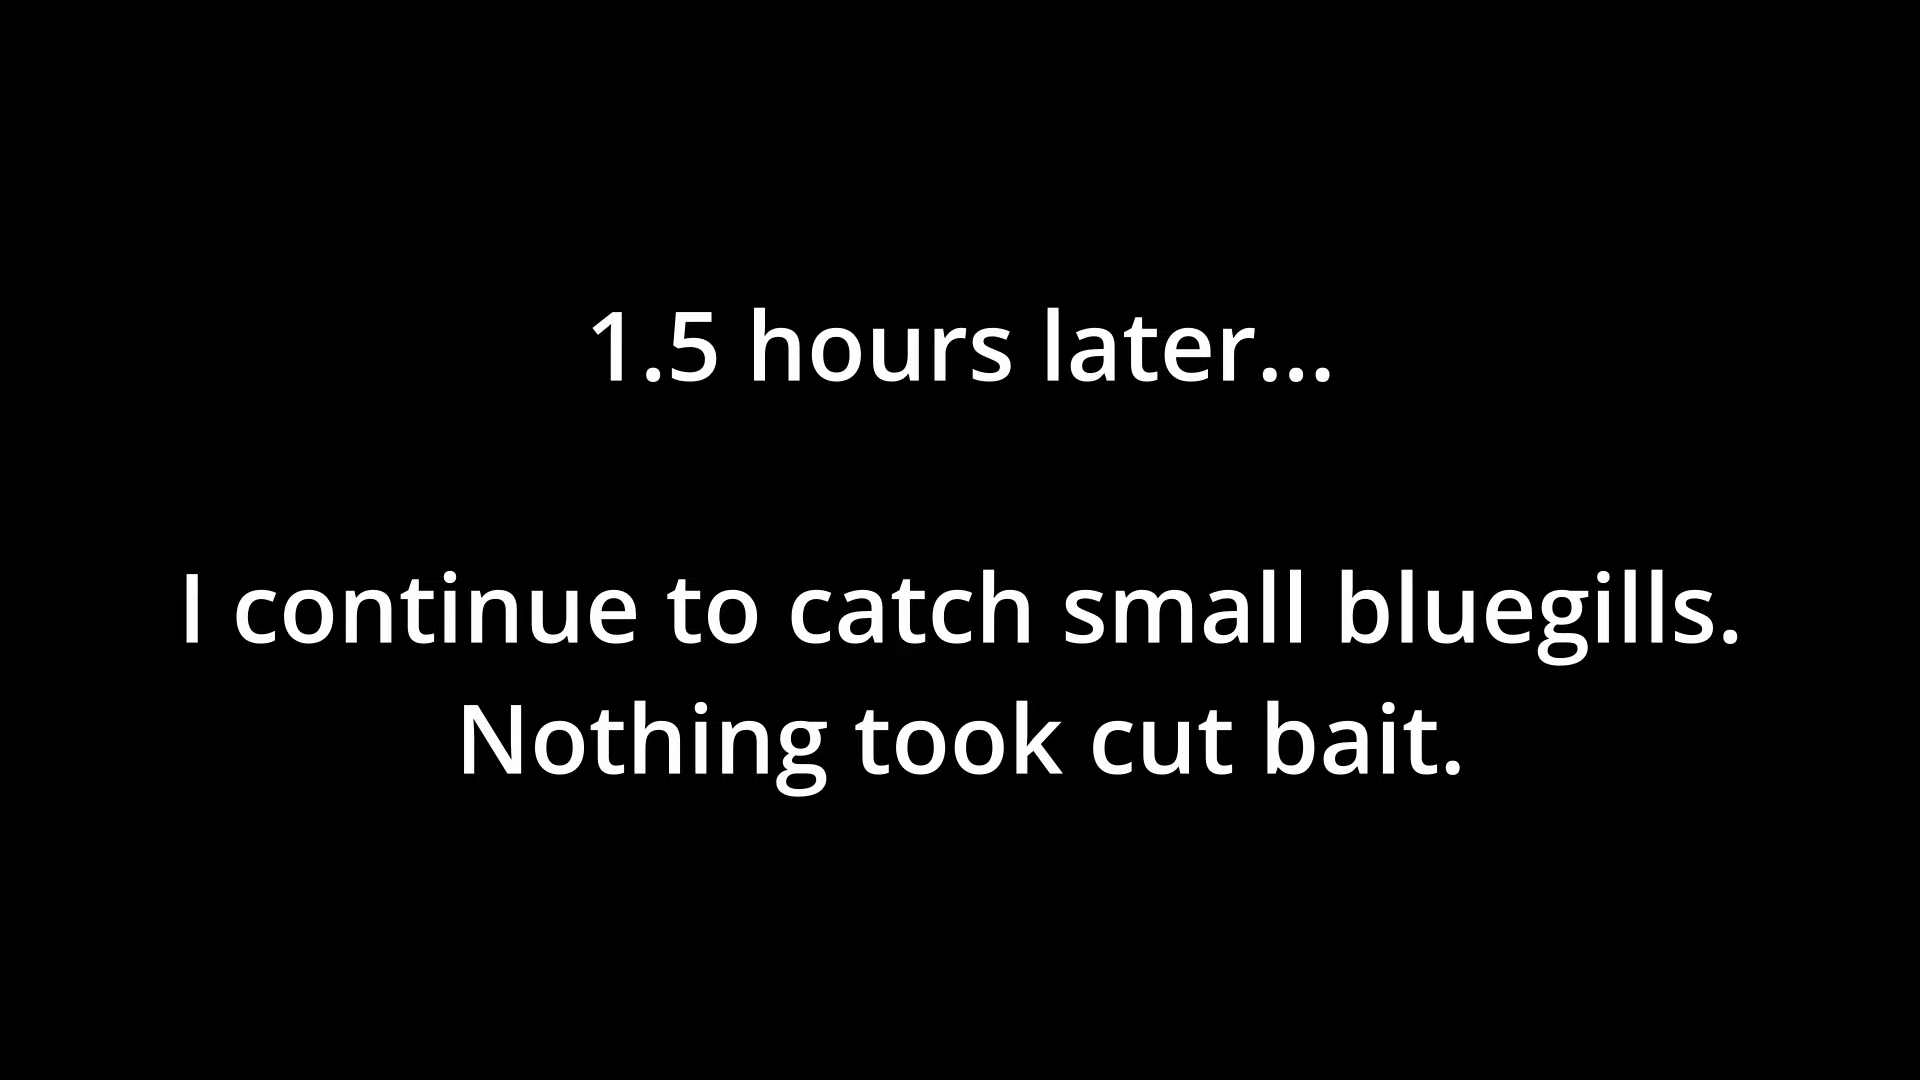 1.5 hours later...
I continue to catch small bluegills.
Nothing took cut bait.